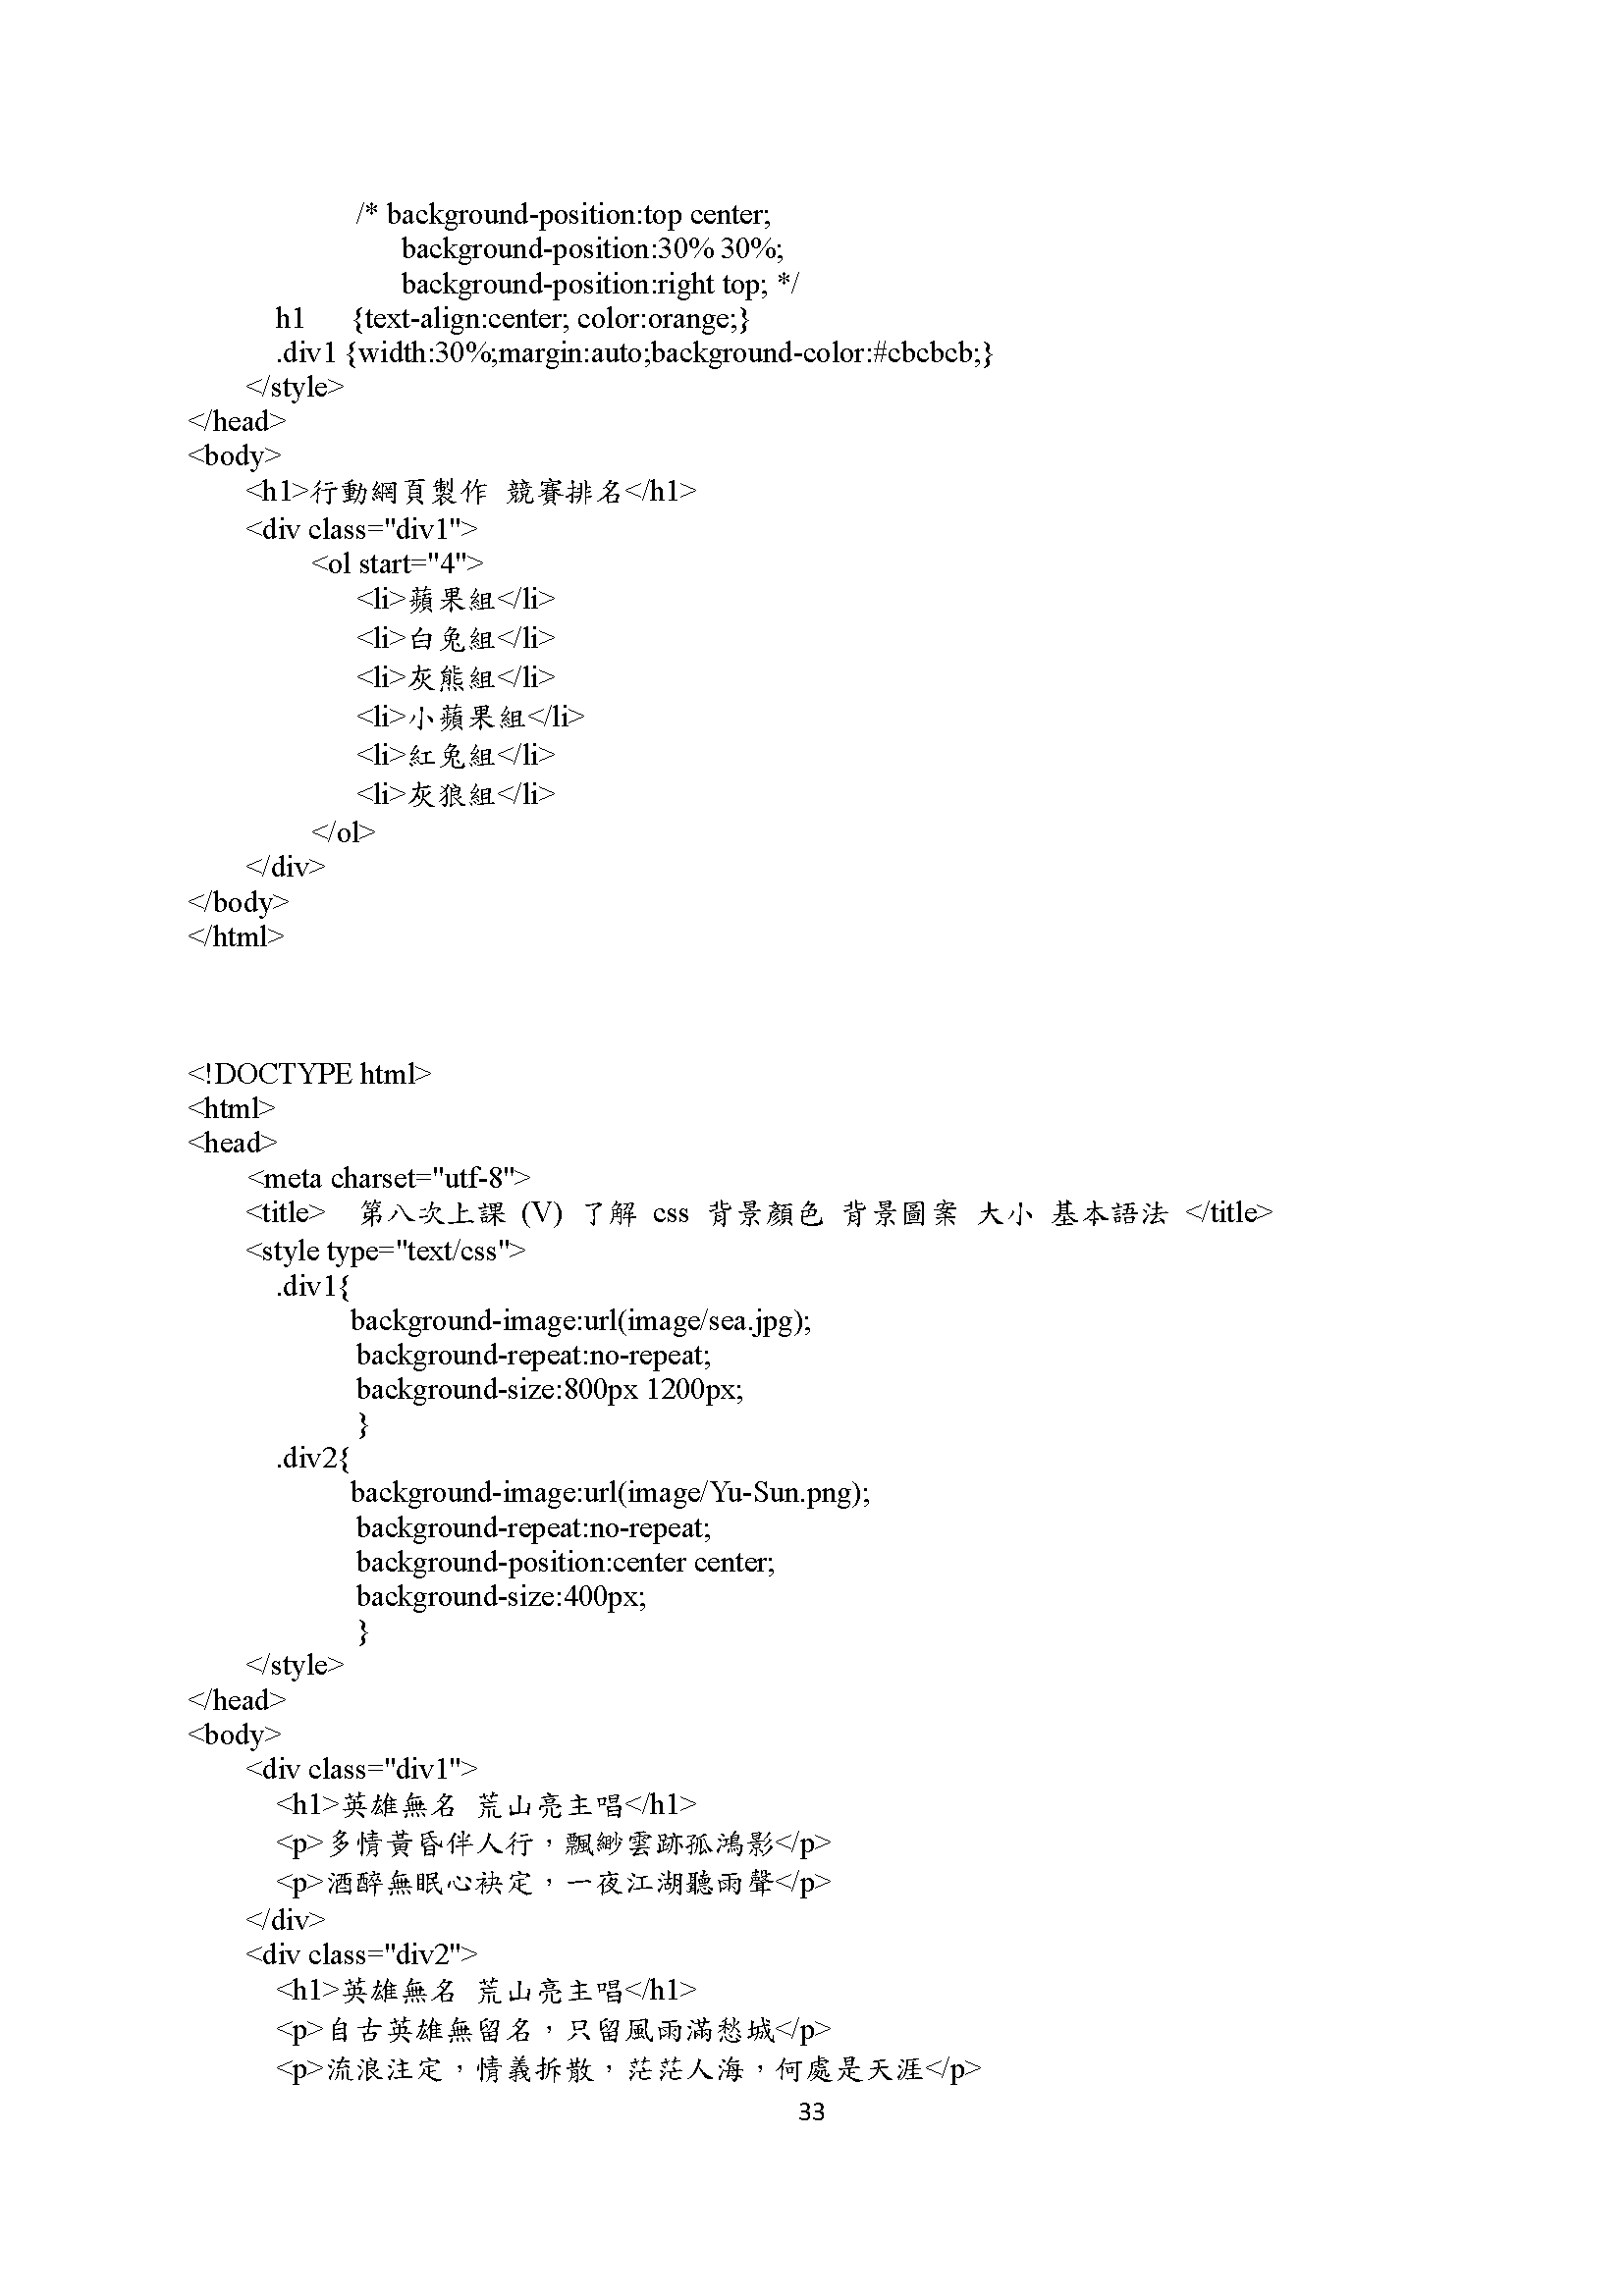 /* background-position:top center;
background-position:30% 30%;
background-position:right top; */
h1 {text-align:center; color:orange;}
.div1 {width:30%;margin:auto;background-color:#cbcbcb;}
</style>
</head>
<body>
<h1>行動網頁製作 競賽排名</h1>
<div class="div1">
<ol start="4">
<li>蘋果組</li>
<li>白兔組</li>
<li>灰熊組</li>
<li>小蘋果組</li>
<li>紅兔組</li>
<li>灰狼組</li>
</ol>
</div>
</body>
</html>
<!DOCTYPE html>
<html>
<head>
<meta charset="utf-8">
<title> 第八次上課 (V) 了解 css 背景顏色 背景圖案 大小 基本語法 </title>
<style type="text/css">
.div1{
background-image:url(image/sea.jpg);
background-repeat:no-repeat;
background-size:800px 1200px;
}
.div2{
background-image:url(image/Yu-Sun.png);
background-repeat:no-repeat;
background-position:center center;
background-size:400px;
}
</style>
</head>
<body>
<div class="div1">
<h1>英雄無名 荒山亮主唱</h1>
<p>多情黃昏伴人行，飄緲雲跡孤鴻影</p>
<p>酒醉無眠心袂定，一夜江湖聽雨聲</p>
</div>
<div class="div2">
<h1>英雄無名 荒山亮主唱</h1>
<p>自古英雄無留名，只留風雨滿愁城</p>
<p>流浪注定，情義拆散，茫茫人海，何處是天涯</p>
33